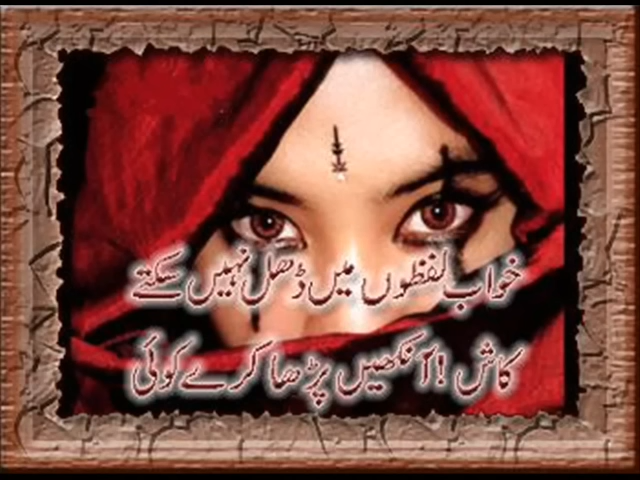 خواب لفظوں میں ڈھل نہیں سکتے
کاش !آنکھیں پڑھا کرے کوئی